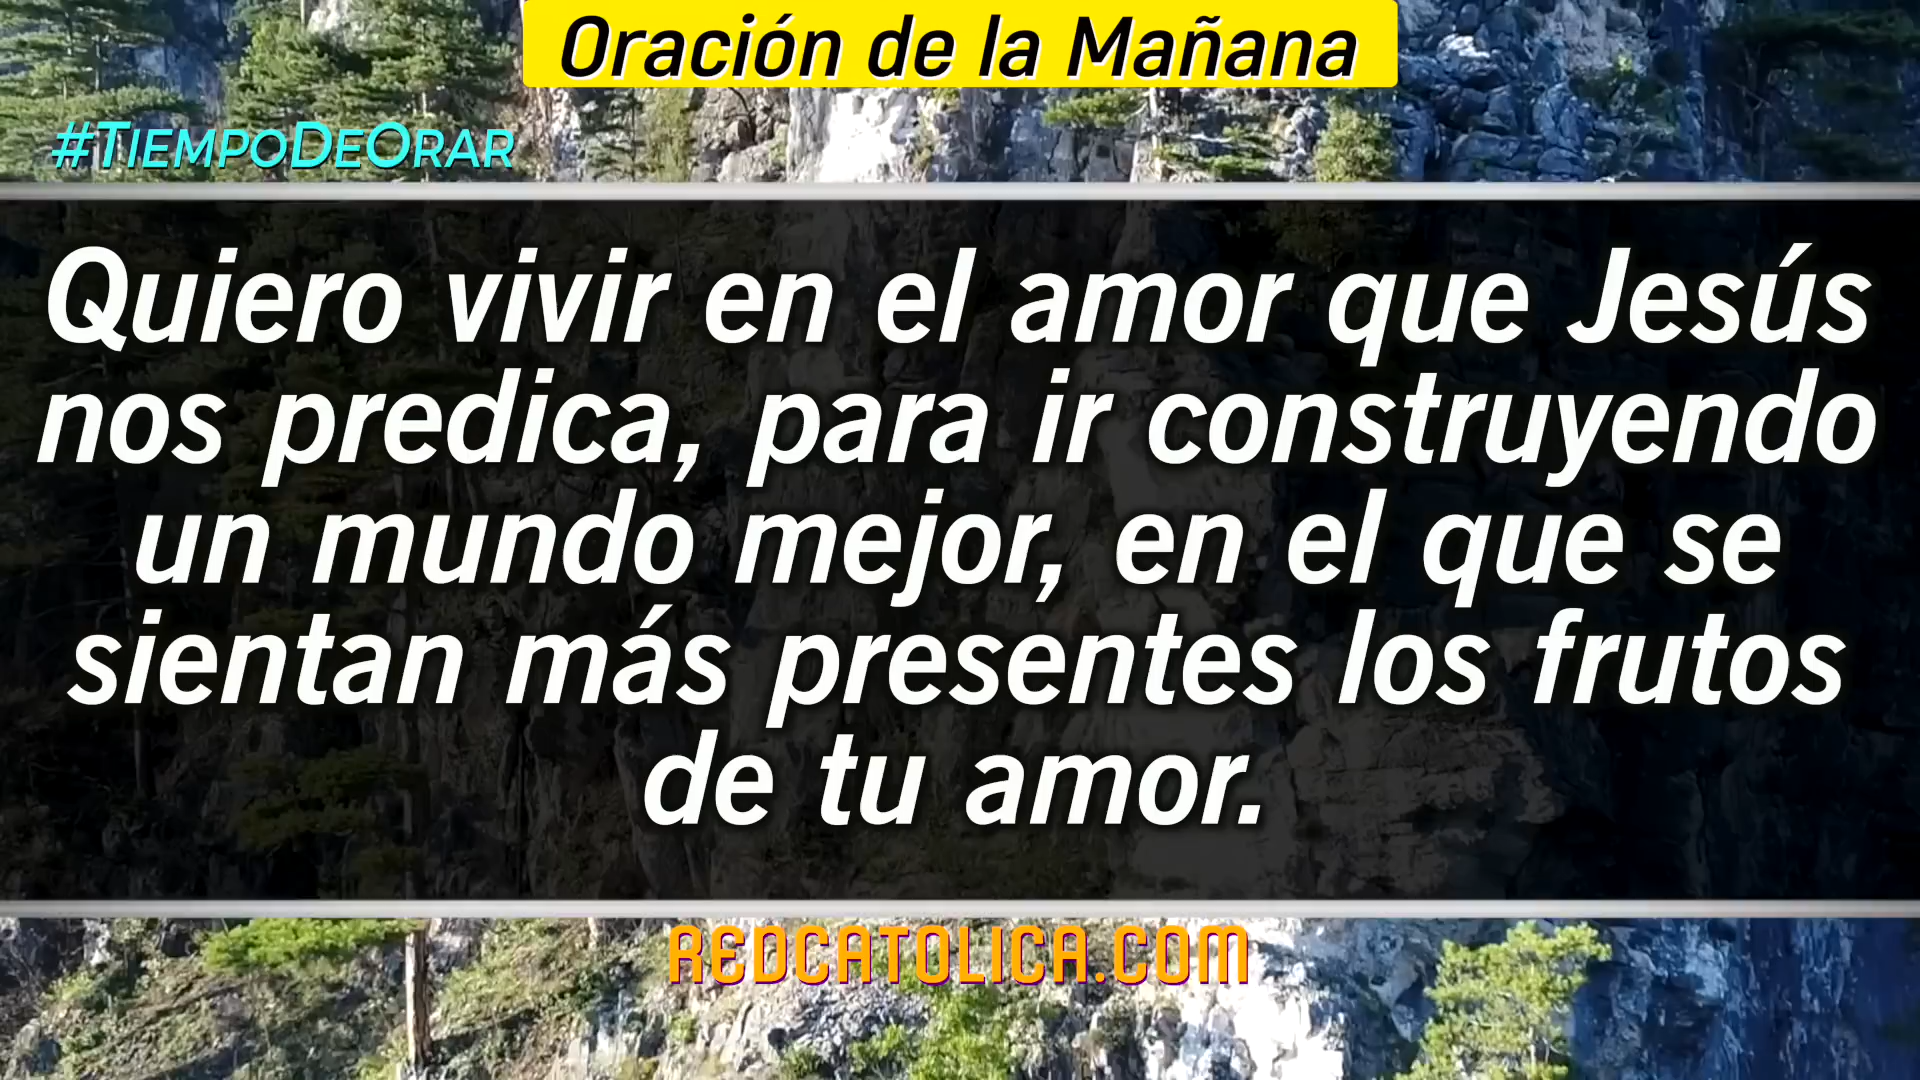 Oración de la Mañana
#TiempoDeOrar
Quiero vivir en el amor que Jesús
nos predica, para ir construyendo
un mundo mejor, en el que se
sientan más presentes los frutos
de tu amor.
REDCATOLICA.COM